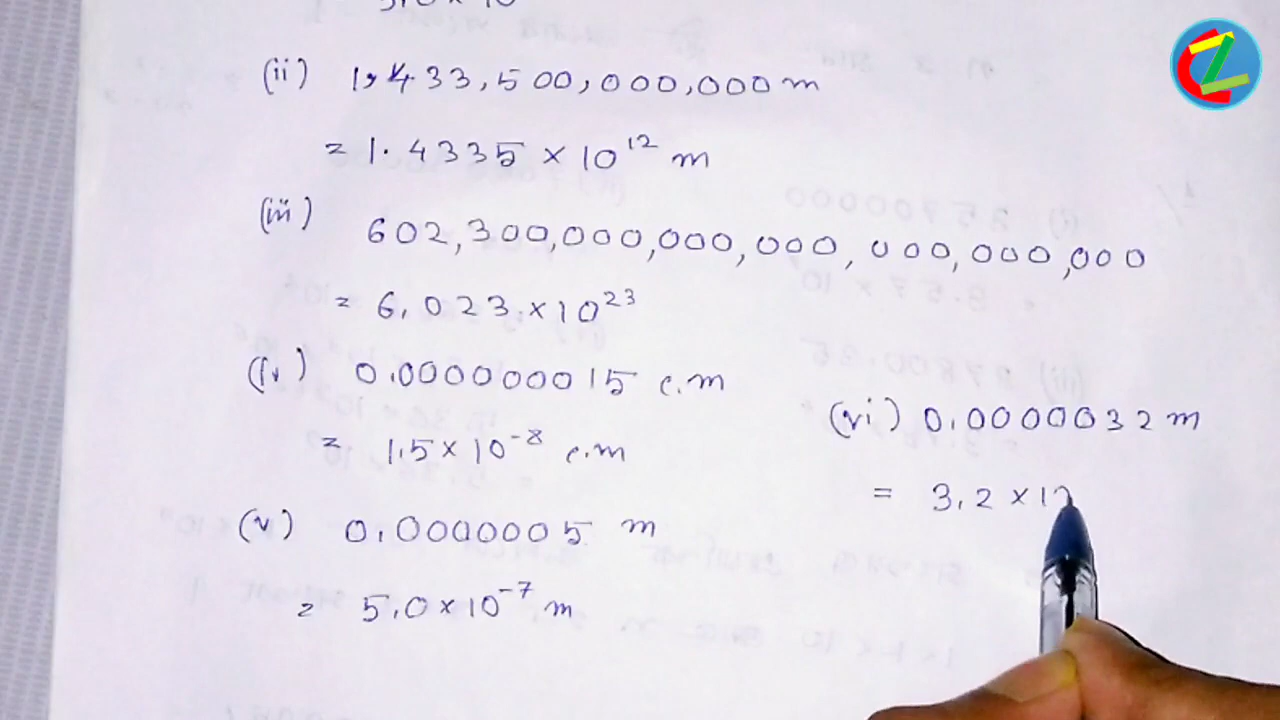 (ii) 1,433,500,000,000 m
= 1.4335 × 10¹² m
(iii) 602,300,000,000,000,000,000,000
= 6.023 × 10²³
(iv) 0.000000015 c.m
= 1.5 × 10⁻⁸ c.m
(v) 0.0000005 m
= 5.0 × 10⁻⁷ m
(vi) 0.0000032 m
= 3.2 × 1